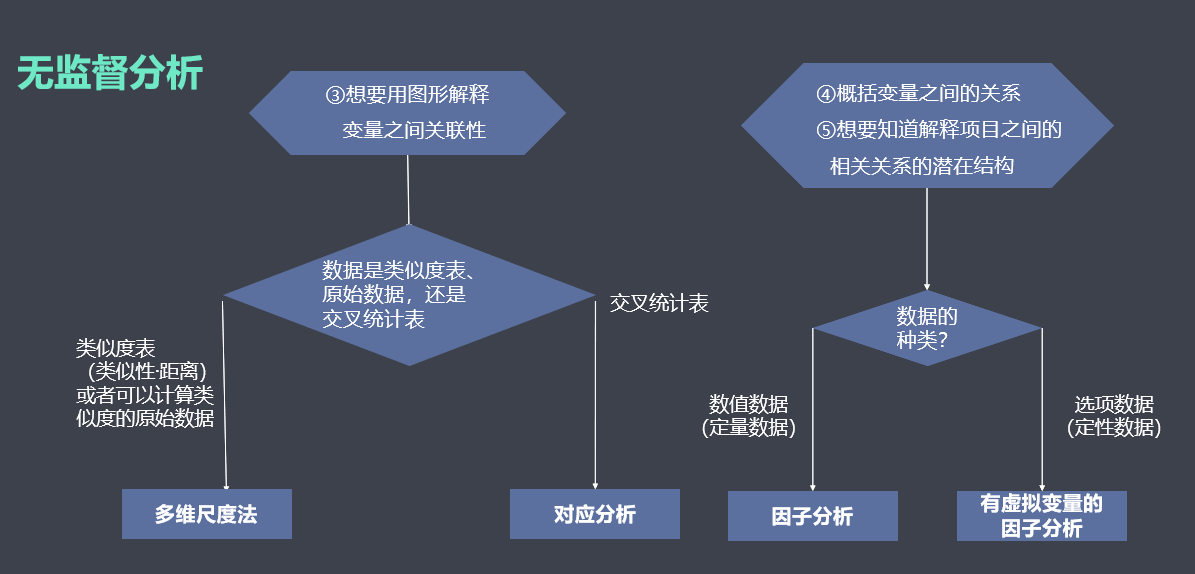 无监督分析
③想要用图形解释
变量之间关联性
数据是类似度表、
原始数据，还是
交叉统计表
交叉统计表
类似度表
（类似性·距离）
或者可以计算类
似度的原始数据
多维尺度法
对应分析
④概括变量之间的关系
⑤想要知道解释项目之间的
相关关系的潜在结构
数据的
种类？
数值数据
(定量数据)
选项数据
(定性数据)
因子分析
有虚拟变量的
因子分析